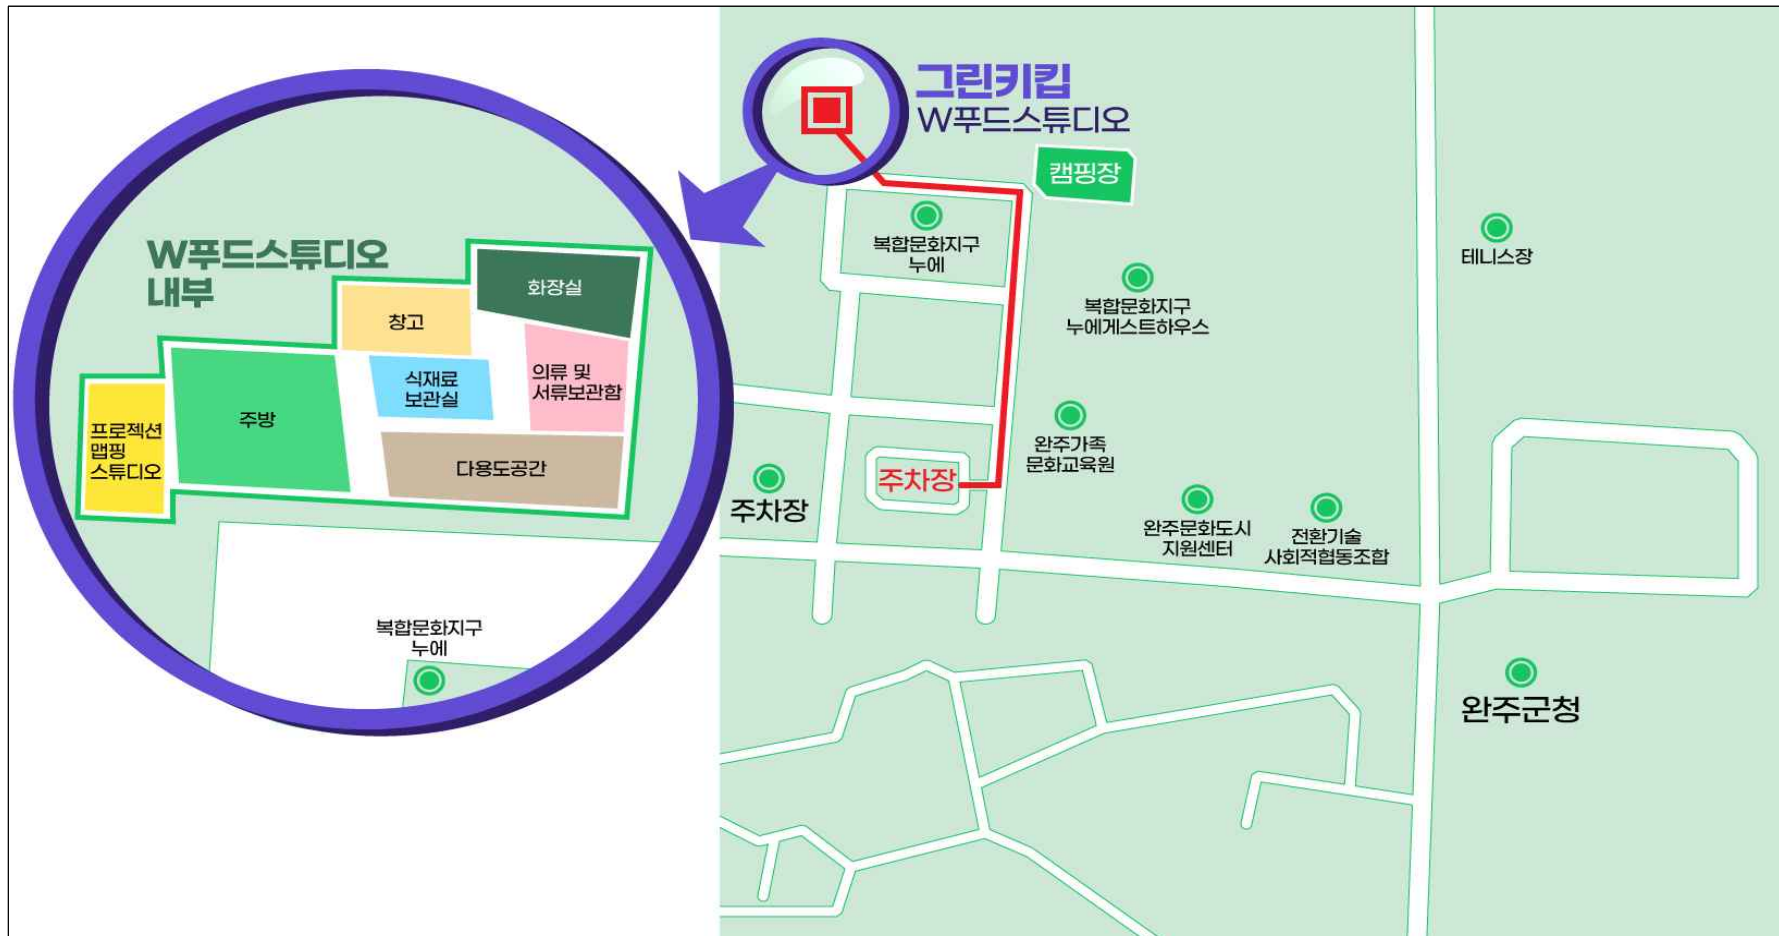 그린키킵
W푸드스튜디오
캠핑장
복합문화지구
누에
테니스장
복합문화지구
누에게스트하우스
완주가족
문화교육원
주차장
주차장
완주문화도시
지원센터
전환기술
사회적협동조합
완주군청
W푸드스튜디오
내부
화장실
창고
식재료
보관실
의류 및
서류보관함
주방
프로젝션
맵핑
스튜디오
다용도공간
복합문화지구
누에